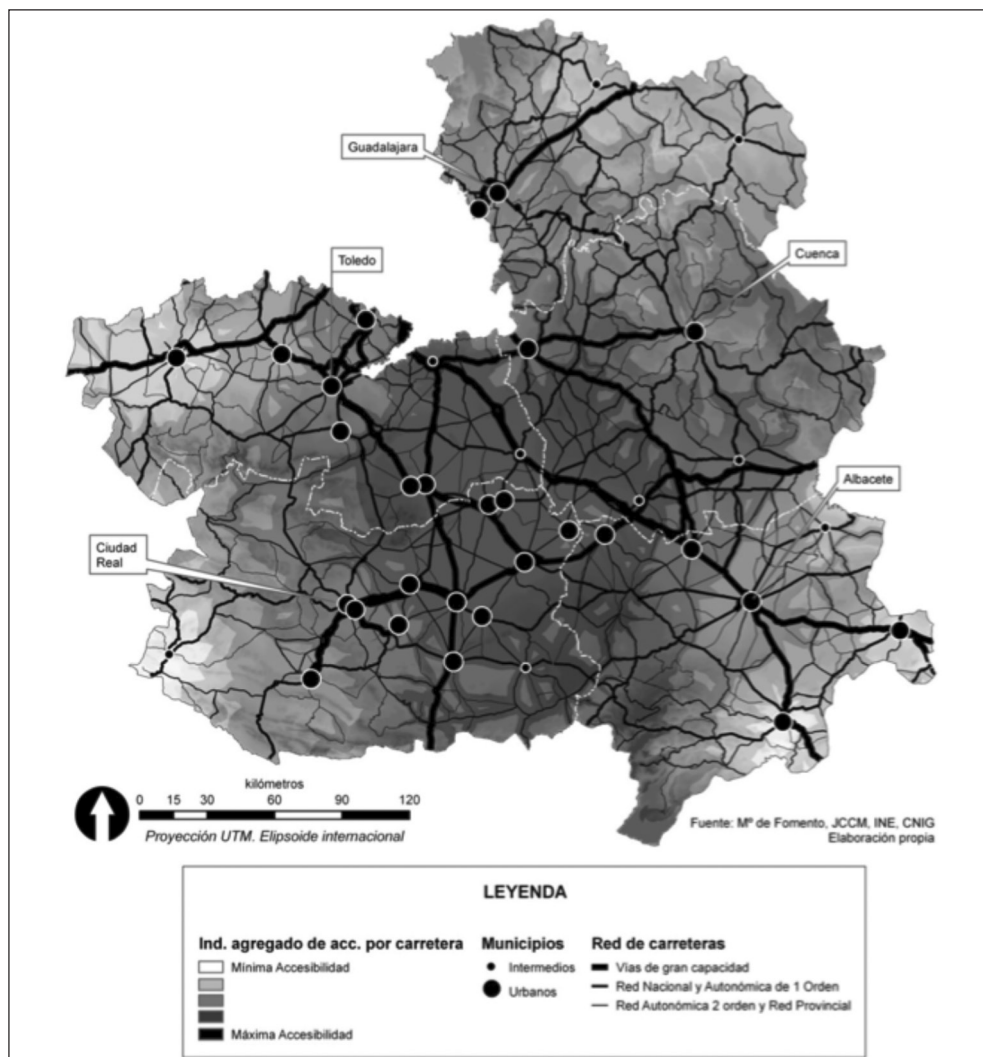 Guadalajara
Toledo
Cuenca
Albacete
Ciudad
Real
kilómetros
0 15 30 60 90 120
Proyección UTM. Elipsoide internacional
Fuente: Mº de Fomento, JCCM, INE, CNIG
Elaboración propia
LEYENDA
Ind. agregado de acc. por carretera
Mínima Accesibilidad
Máxima Accesibilidad
Municipios
Intermedios
Urbanos
Red de carreteras
Vías de gran capacidad
Red Nacional y Autonómica de 1 Orden
Red Autonómica 2 orden y Red Provincial